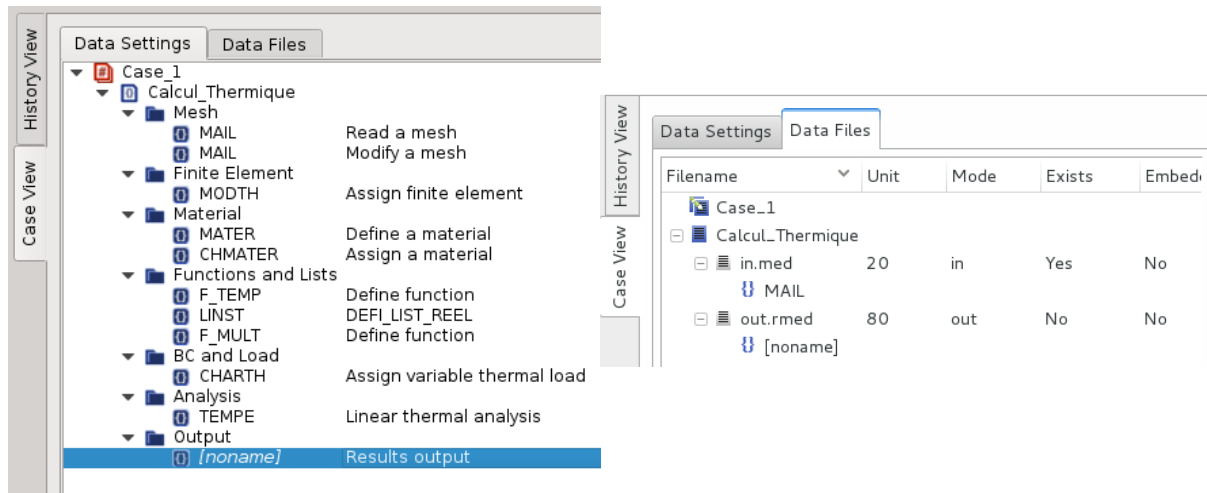 History View
Case View
Data Settings Data Files
Case_1
Calcul_Thermique
Mesh
MAIL Read a mesh
MAIL Modify a mesh
Finite Element
MODTH Assign finite element
Material
MATER Define a material
CHMATER Assign a material
Functions and Lists
F_TEMP Define function
LINST DEFI_LIST_REEL
F_MULT Define function
BC and Load
CHARTH Assign variable thermal load
Analysis
TEMPE Linear thermal analysis
Output
[noname] Results output
History View
Case View
Data Settings Data Files
Filename Unit Mode Exists Embed
Case_1
Calcul_Thermique
in.med 20 in Yes No
{} MAIL
out.rmed 80 out No No
{} [noname]